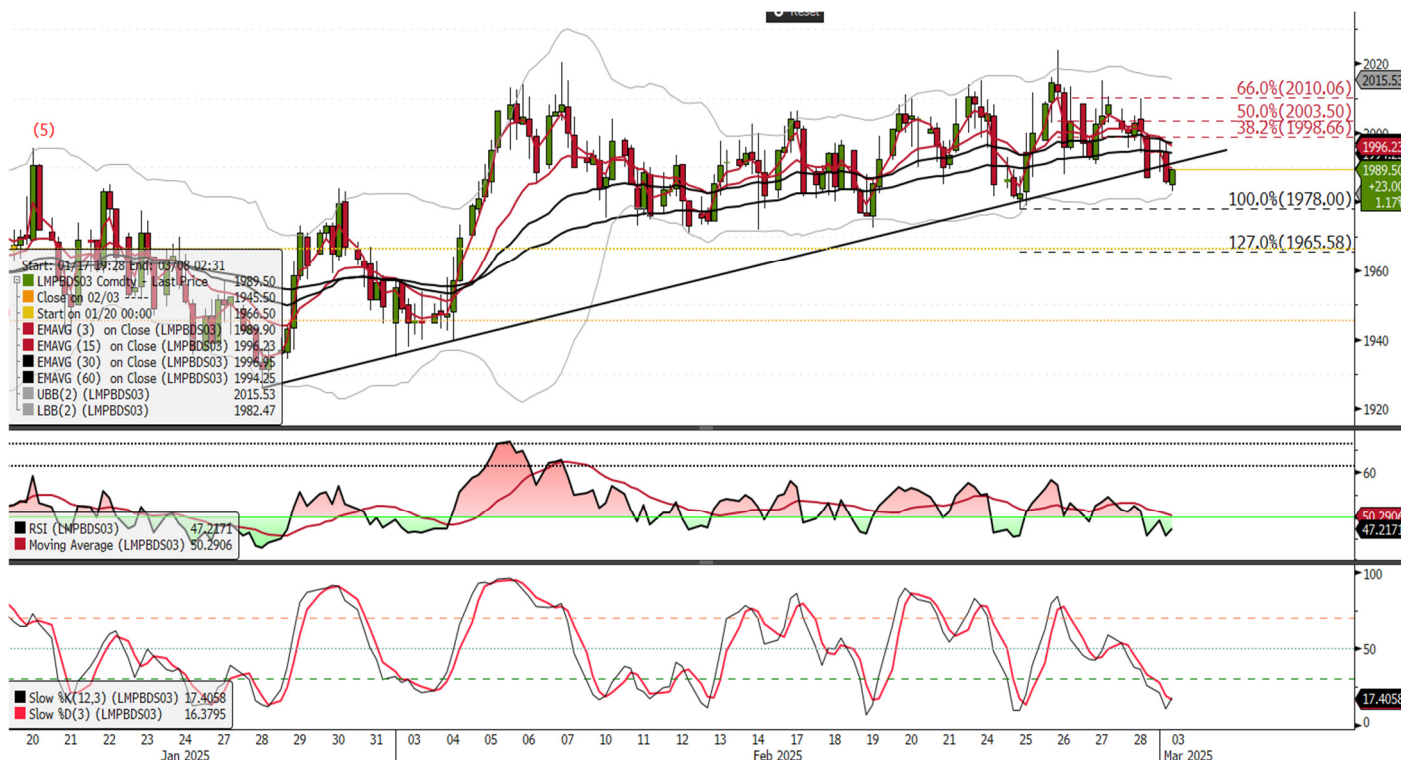 Reset
(5)
66.0%(2010.06)
50.0%(2003.50)
38.2%(1998.66)
100.0%(1978.00)
127.0%(1965.58)
2020
2015.53
2000
1996.23
1989.50
+23.00
1.17%
1980
1960
1940
1920
Start: 01/17 19:28 End: 03/08 02:31
LMPBDS03 Comdty - Last Price 1989.50
Close on 02/03 ---- 1945.50
Start on 01/20 00:00 1966.50
EMAVG (3) on Close (LMPBDS03) 1989.90
EMAVG (15) on Close (LMPBDS03) 1996.23
EMAVG (30) on Close (LMPBDS03) 1996.95
EMAVG (60) on Close (LMPBDS03) 1994.25
UBB(2) (LMPBDS03) 2015.53
LBB(2) (LMPBDS03) 1982.47
60
50.2906
47.2171
RSI (LMPBDS03) 47.2171
Moving Average (LMPBDS03) 50.2906
100
50
17.4058
0
Slow %K(12,3) (LMPBDS03) 17.4058
Slow %D(3) (LMPBDS03) 16.3795
20 21 22 23 24 27 28 29 30 31 03 04 05 06 07 10 11 12 13 14 17 18 19 20 21 24 25 26 27 28 03
Jan 2025 Feb 2025 Mar 2025